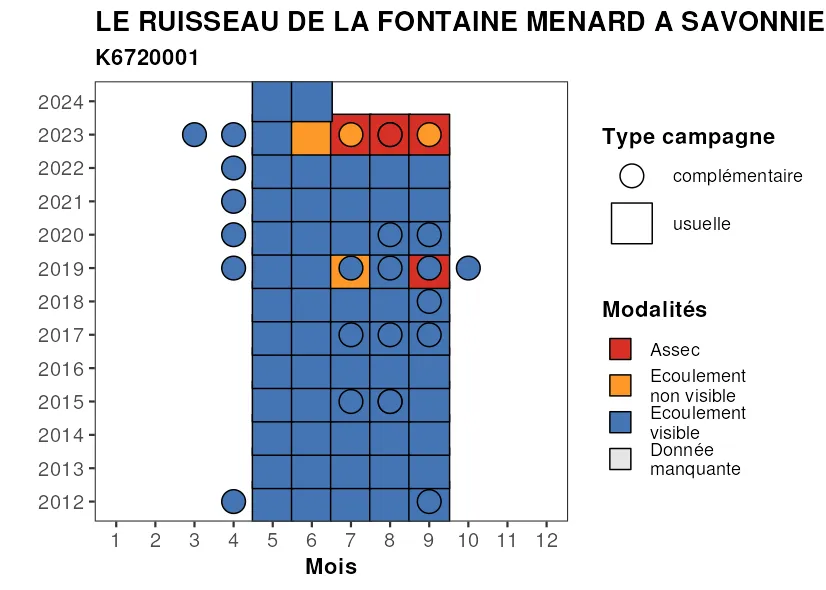 LE RUISSEAU DE LA FONTAINE MENARD A SAVONNIE
K6720001
2024
2023
2022
2021
2020
2019
2018
2017
2016
2015
2014
2013
2012
1 2 3 4 5 6 7 8 9 10 11 12
Mois
Type campagne
complémentaire
usuelle
Modalités
Assec
Ecoulement
non visible
Ecoulement
visible
Donnée
manquante